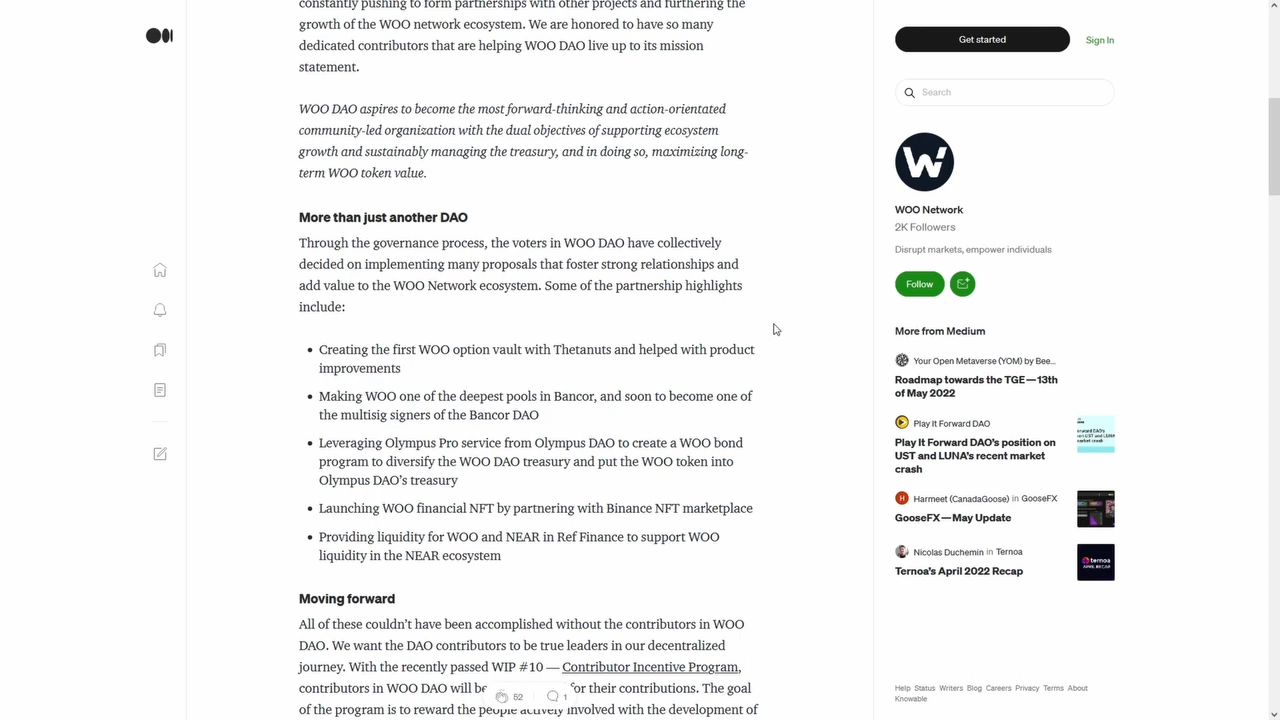 constantly pushing to form partnerships with other projects and furthering the
growth of the WOO network ecosystem. We are honored to have so many
dedicated contributors that are helping WOO DAO live up to its mission
statement.
WOO DAO aspires to become the most forward-thinking and action-orientated
community-led organization with the dual objectives of supporting ecosystem
growth and sustainably managing the treasury, and in doing so, maximizing long-
term WOO token value.
More than just another DAO
Through the governance process, the voters in WOO DAO have collectively
decided on implementing many proposals that foster strong relationships and
add value to the WOO Network ecosystem. Some of the partnership highlights
include:
Creating the first WOO option vault with Thetanuts and helped with product
improvements
Making WOO one of the deepest pools in Bancor, and soon to become one of
the multisig signers of the Bancor DAO
Leveraging Olympus Pro service from Olympus DAO to create a WOO bond
program to diversify the WOO DAO treasury and put the WOO token into
Olympus DAO's treasury
Launching WOO financial NFT by partnering with Binance NFT marketplace
Providing liquidity for WOO and NEAR in Ref Finance to support WOO
liquidity in the NEAR ecosystem
Moving forward
All of these couldn't have been accomplished without the contributors in WOO
DAO. We want the DAO contributors to be true leaders in our decentralized
journey. With the recently passed WIP #10 — Contributor Incentive Program,
contributors in WOO DAO will be for their contributions. The goal
of the program is to reward the people actively involved with the development of
52
1
Get started
Sign In
Search
W
WOO Network
2K Followers
Disrupt markets, empower individuals
Follow
More from Medium
Your Open Metaverse (YOM) by Bee...
Roadmap towards the TGE — 13th
of May 2022
Play It Forward DAO
Play It Forward DAO's position on
UST and LUNA's recent market
crash
H
Harmeet (CanadaGoose) in GooseFX
GooseFX — May Update
Nicolas Duchemin in Ternoa
Ternoa's April 2022 Recap
ternoa
APRIL RECAP
Help Status Writers Blog Careers Privacy Terms About
Knowable